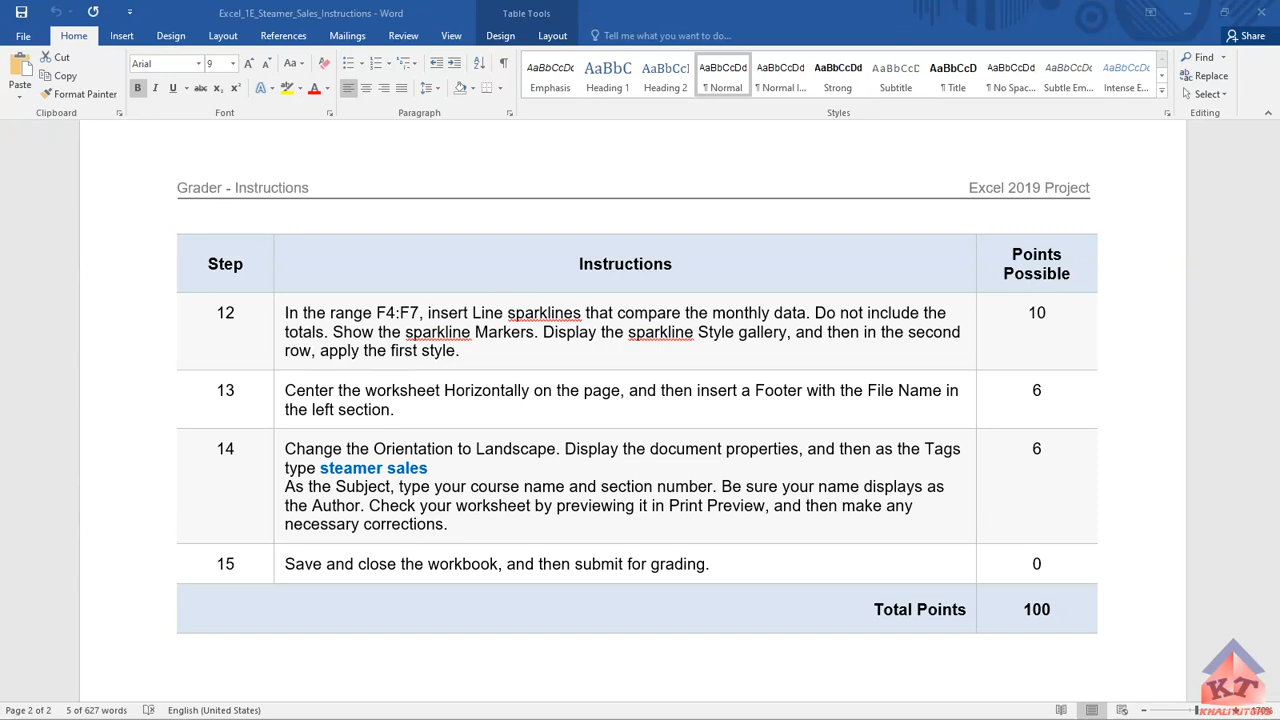 Excel_1E_Steamer_Sales_Instructions - Word
Table Tools
File Home Insert Design Layout References Mailings Review View Design Layout Tell me what you want to do... Share
Paste
Cut
Copy
Format Painter
Clipboard
Arial 9
Aa
B I U abc X₂ X²
Font
Paragraph
AaBbCcDc AaBbC AaBbCc AaBbCcDd AaBbCcDd AaBbCcDd AaBbCcDd AaBbCcD AaBbCcDd AaBbCcDd AaBbCcDd
Emphasis Heading 1 Heading 2 ¶ Normal ¶ Normal I... Strong Subtitle ¶ Title ¶ No Spac... Subtle Em... Intense E...
Styles
Find
Replace
Select
Editing
Grader - Instructions Excel 2019 Project
Step Instructions Points Possible
12 In the range F4:F7, insert Line sparklines that compare the monthly data. Do not include the 10
totals. Show the sparkline Markers. Display the sparkline Style gallery, and then in the second
row, apply the first style.
13 Center the worksheet Horizontally on the page, and then insert a Footer with the File Name in 6
the left section.
14 Change the Orientation to Landscape. Display the document properties, and then as the Tags 6
type steamer sales
As the Subject, type your course name and section number. Be sure your name displays as
the Author. Check your worksheet by previewing it in Print Preview, and then make any
necessary corrections.
15 Save and close the workbook, and then submit for grading. 0
Total Points 100
KT
Page 2 of 2 5 of 627 words English (United States)